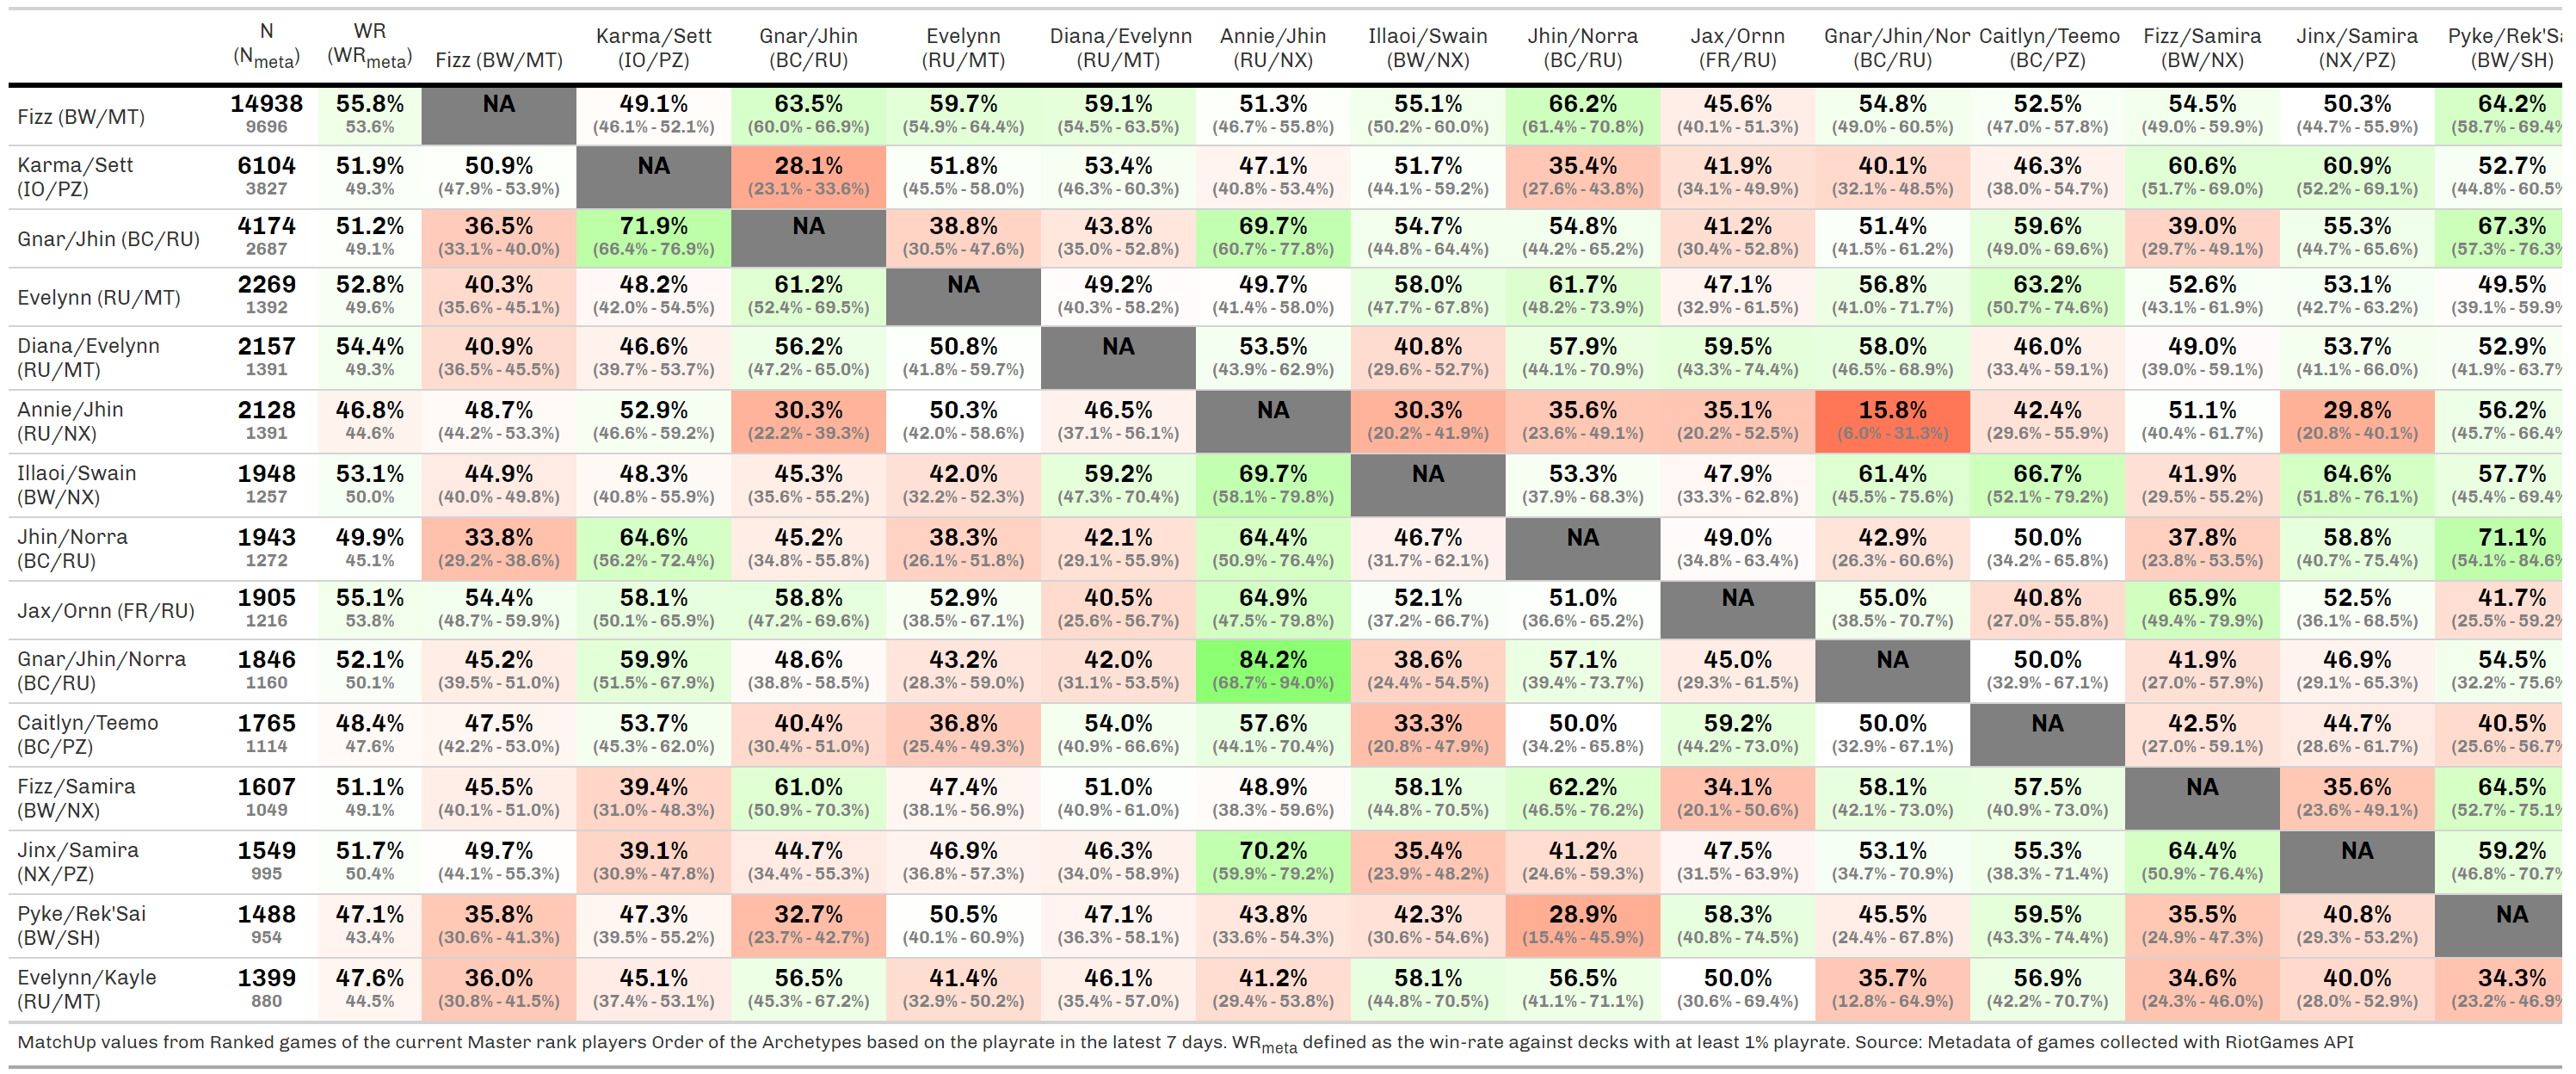 N WR Karma/Sett Gnar/Jhin Evelynn Diana/Evelynn Annie/Jhin Illaoi/Swain Jhin/Norra Jax/Ornn Gnar/Jhin/Nor Caitlyn/Teemo Fizz/Samira Jinx/Samira Pyke/Rek'Sa
(Nmeta) (WRmeta) Fizz (BW/MT) (IO/PZ) (BC/RU) (RU/MT) (RU/MT) (RU/NX) (BW/NX) (BC/RU) (FR/RU) (BC/RU) (BC/PZ) (BW/NX) (NX/PZ) (BW/SH)
Fizz (BW/MT) 14938 55.8% NA 49.1% 63.5% 59.7% 59.1% 51.3% 55.1% 66.2% 45.6% 54.8% 52.5% 54.5% 50.3% 64.2%
9696 53.6% (46.1% - 52.1%) (60.0% - 66.9%) (54.9% - 64.4%) (54.5% - 63.5%) (46.7% - 55.8%) (50.2% - 60.0%) (61.4% - 70.8%) (40.1% - 51.3%) (49.0% - 60.5%) (47.0% - 57.8%) (49.0% - 59.9%) (44.7% - 55.9%) (58.7% - 69.4%
Karma/Sett 6104 51.9% 50.9% NA 28.1% 51.8% 53.4% 47.1% 51.7% 35.4% 41.9% 40.1% 46.3% 60.6% 60.9% 52.7%
(IO/PZ) 3827 49.3% (47.9% - 53.9%) (23.1% - 33.6%) (45.5% - 58.0%) (46.3% - 60.3%) (40.8% - 53.4%) (44.1% - 59.2%) (27.6% - 43.8%) (34.1% - 49.9%) (32.1% - 48.5%) (38.0% - 54.7%) (51.7% - 69.0%) (52.2% - 69.1%) (44.8% - 60.5%
Gnar/Jhin (BC/RU) 4174 51.2% 36.5% 71.9% NA 38.8% 43.8% 69.7% 54.7% 54.8% 41.2% 51.4% 59.6% 39.0% 55.3% 67.3%
2687 49.1% (33.1% - 40.0%) (66.4% - 76.9%) (30.5% - 47.6%) (35.0% - 52.8%) (60.7% - 77.8%) (44.8% - 64.4%) (44.2% - 65.2%) (30.4% - 52.8%) (41.5% - 61.2%) (49.0% - 69.6%) (29.7% - 49.1%) (44.7% - 65.6%) (57.3% - 76.3%
Evelynn (RU/MT) 2269 52.8% 40.3% 48.2% 61.2% NA 49.2% 49.7% 58.0% 61.7% 47.1% 56.8% 63.2% 52.6% 53.1% 49.5%
1392 49.6% (35.6% - 45.1%) (42.0% - 54.5%) (52.4% - 69.5%) (40.3% - 58.2%) (41.4% - 58.0%) (47.7% - 67.8%) (48.2% - 73.9%) (32.9% - 61.5%) (41.0% - 71.7%) (50.7% - 74.6%) (43.1% - 61.9%) (42.7% - 63.2%) (39.1% - 59.9%
Diana/Evelynn 2157 54.4% 40.9% 46.6% 56.2% 50.8% NA 53.5% 40.8% 57.9% 59.5% 58.0% 46.0% 49.0% 53.7% 52.9%
(RU/MT) 1391 49.3% (36.5% - 45.5%) (39.7% - 53.7%) (47.2% - 65.0%) (41.8% - 59.7%) (43.9% - 62.9%) (29.6% - 52.7%) (44.1% - 70.9%) (43.3% - 74.4%) (46.5% - 68.9%) (33.4% - 59.1%) (39.0% - 59.1%) (41.1% - 66.0%) (41.9% - 63.7%
Annie/Jhin 2128 46.8% 48.7% 52.9% 30.3% 50.3% 46.5% NA 30.3% 35.6% 35.1% 15.8% 42.4% 51.1% 29.8% 56.2%
(RU/NX) 1391 44.6% (44.2% - 53.3%) (46.6% - 59.2%) (22.2% - 39.3%) (42.0% - 58.6%) (37.1% - 56.1%) (20.2% - 41.9%) (23.6% - 49.1%) (20.2% - 52.5%) (6.0% - 31.3%) (29.6% - 55.9%) (40.4% - 61.7%) (20.8% - 40.1%) (45.7% - 66.4%
Illaoi/Swain 1948 53.1% 44.9% 48.3% 45.3% 42.0% 59.2% 69.7% NA 53.3% 47.9% 61.4% 66.7% 41.9% 64.6% 57.7%
(BW/NX) 1257 50.0% (40.0% - 49.8%) (40.8% - 55.9%) (35.6% - 55.2%) (32.2% - 52.3%) (47.3% - 70.4%) (58.1% - 79.8%) (37.9% - 68.3%) (33.3% - 62.8%) (45.5% - 75.6%) (52.1% - 79.2%) (29.5% - 55.2%) (51.8% - 76.1%) (45.4% - 69.4%
Jhin/Norra 1943 49.9% 33.8% 64.6% 45.2% 38.3% 42.1% 64.4% 46.7% NA 49.0% 42.9% 50.0% 37.8% 58.8% 71.1%
(BC/RU) 1272 45.1% (29.2% - 38.6%) (56.2% - 72.4%) (34.8% - 55.8%) (26.1% - 51.8%) (29.1% - 55.9%) (50.9% - 76.4%) (31.7% - 62.1%) (34.8% - 63.4%) (26.3% - 60.6%) (34.2% - 65.8%) (23.8% - 53.5%) (40.7% - 75.4%) (54.1% - 84.6%
Jax/Ornn (FR/RU) 1905 55.1% 54.4% 58.1% 58.8% 52.9% 40.5% 64.9% 52.1% 51.0% NA 55.0% 40.8% 65.9% 52.5% 41.7%
1216 53.8% (48.7% - 59.9%) (50.1% - 65.9%) (47.2% - 69.6%) (38.5% - 67.1%) (25.6% - 56.7%) (47.5% - 79.8%) (37.2% - 66.7%) (36.6% - 65.2%) (38.5% - 70.7%) (27.0% - 55.8%) (49.4% - 79.9%) (36.1% - 68.5%) (25.5% - 59.2%
Gnar/Jhin/Norra 1846 52.1% 45.2% 59.9% 48.6% 43.2% 42.0% 84.2% 38.6% 57.1% 45.0% NA 50.0% 41.9% 46.9% 54.5%
(BC/RU) 1160 50.1% (39.5% - 51.0%) (51.5% - 67.9%) (38.8% - 58.5%) (28.3% - 59.0%) (31.1% - 53.5%) (68.7% - 94.0%) (24.4% - 54.5%) (39.4% - 73.7%) (29.3% - 61.5%) (32.9% - 67.1%) (27.0% - 57.9%) (29.1% - 65.3%) (32.2% - 75.6%
Caitlyn/Teemo 1765 48.4% 47.5% 53.7% 40.4% 36.8% 54.0% 57.6% 33.3% 50.0% 59.2% 50.0% NA 42.5% 44.7% 40.5%
(BC/PZ) 1114 47.6% (42.2% - 53.0%) (45.3% - 62.0%) (30.4% - 51.0%) (25.4% - 49.3%) (40.9% - 66.6%) (44.1% - 70.4%) (20.8% - 47.9%) (34.2% - 65.8%) (44.2% - 73.0%) (32.9% - 67.1%) (27.0% - 59.1%) (28.6% - 61.7%) (25.6% - 56.7%
Fizz/Samira 1607 51.1% 45.5% 39.4% 61.0% 47.4% 51.0% 48.9% 58.1% 62.2% 34.1% 58.1% 57.5% NA 35.6% 64.5%
(BW/NX) 1049 49.1% (40.1% - 51.0%) (31.0% - 48.3%) (50.9% - 70.3%) (38.1% - 56.9%) (40.9% - 61.0%) (38.3% - 59.6%) (44.8% - 70.5%) (46.5% - 76.2%) (20.1% - 50.6%) (42.1% - 73.0%) (40.9% - 73.0%) (23.6% - 49.1%) (52.7% - 75.1%
Jinx/Samira 1549 51.7% 49.7% 39.1% 44.7% 46.9% 46.3% 70.2% 35.4% 41.2% 47.5% 53.1% 55.3% 64.4% NA 59.2%
(NX/PZ) 995 50.4% (44.1% - 55.3%) (30.9% - 47.8%) (34.4% - 55.3%) (36.8% - 57.3%) (34.0% - 58.9%) (59.9% - 79.2%) (23.9% - 48.2%) (24.6% - 59.3%) (31.5% - 63.9%) (34.7% - 70.9%) (38.3% - 71.4%) (50.9% - 76.4%) (46.8% - 70.7%
Pyke/Rek'Sai 1488 47.1% 35.8% 47.3% 32.7% 50.5% 47.1% 43.8% 42.3% 28.9% 58.3% 45.5% 59.5% 35.5% 40.8% NA
(BW/SH) 954 43.4% (30.6% - 41.3%) (39.5% - 55.2%) (23.7% - 42.7%) (40.1% - 60.9%) (36.3% - 58.1%) (33.6% - 54.3%) (30.6% - 54.6%) (15.4% - 45.9%) (40.8% - 74.5%) (24.4% - 67.8%) (43.3% - 74.4%) (24.9% - 47.3%) (29.3% - 53.2%)
Evelynn/Kayle 1399 47.6% 36.0% 45.1% 56.5% 41.4% 46.1% 41.2% 58.1% 56.5% 50.0% 35.7% 56.9% 34.6% 40.0% 34.3%
(RU/MT) 880 44.5% (30.8% - 41.5%) (37.4% - 53.1%) (45.3% - 67.2%) (32.9% - 50.2%) (35.4% - 57.0%) (29.4% - 53.8%) (44.8% - 70.5%) (41.1% - 71.1%) (30.6% - 69.4%) (12.8% - 64.9%) (42.2% - 70.7%) (24.3% - 46.0%) (28.0% - 52.9%) (23.2% - 46.9%
MatchUp values from Ranked games of the current Master rank players Order of the Archetypes based on the playrate in the latest 7 days. WRmeta defined as the win-rate against decks with at least 1% playrate. Source: Metadata of games collected with RiotGames API